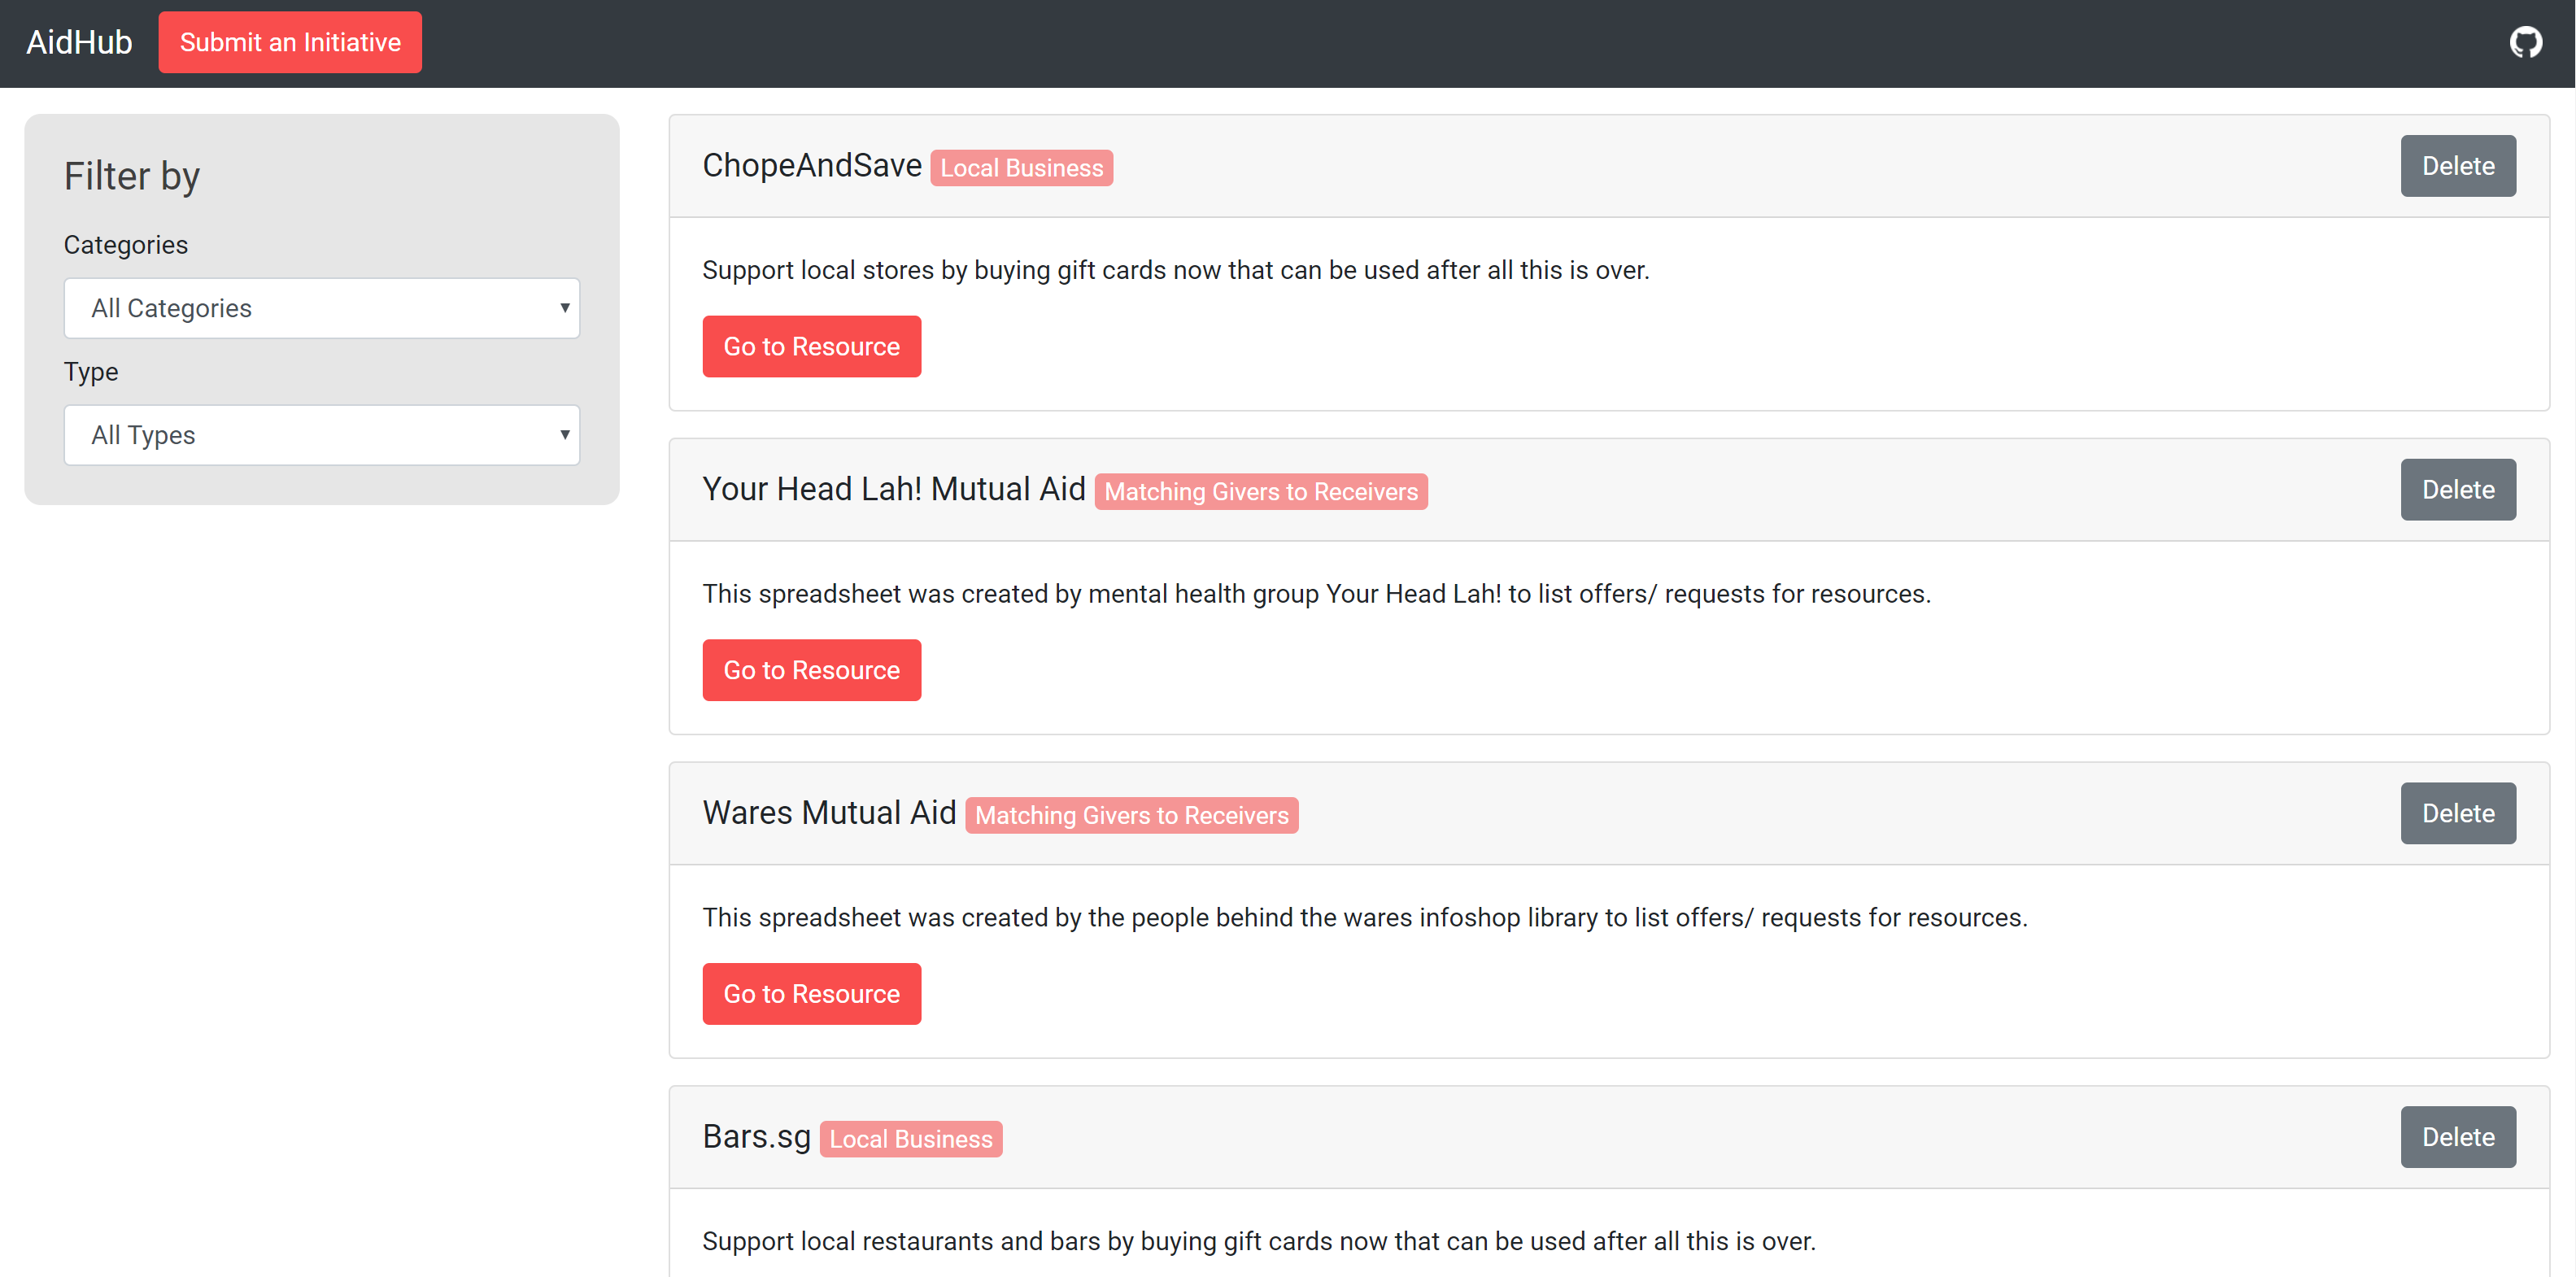 AidHub Submit an Initiative
Filter by
Categories
All Categories
Type
All Types
ChopeAndSave Local Business Delete
Support local stores by buying gift cards now that can be used after all this is over.
Go to Resource
Your Head Lah! Mutual Aid Matching Givers to Receivers Delete
This spreadsheet was created by mental health group Your Head Lah! to list offers/ requests for resources.
Go to Resource
Wares Mutual Aid Matching Givers to Receivers Delete
This spreadsheet was created by the people behind the wares infoshop library to list offers/ requests for resources.
Go to Resource
Bars.sg Local Business Delete
Support local restaurants and bars by buying gift cards now that can be used after all this is over.